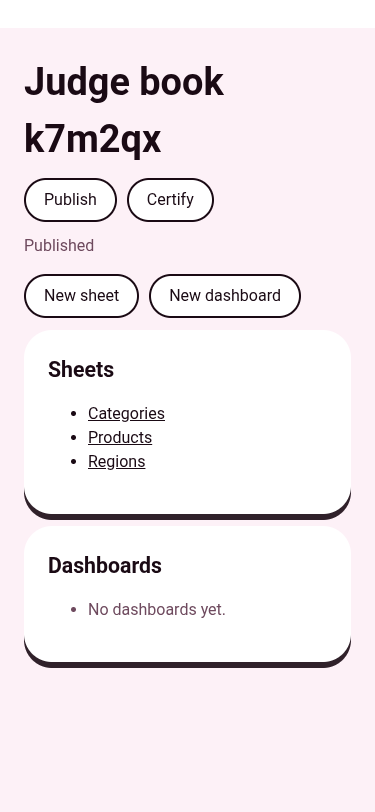 Judge book
k7m2qx
Publish Certify
Published
New sheet New dashboard
Sheets
Categories
Products
Regions
Dashboards
No dashboards yet.